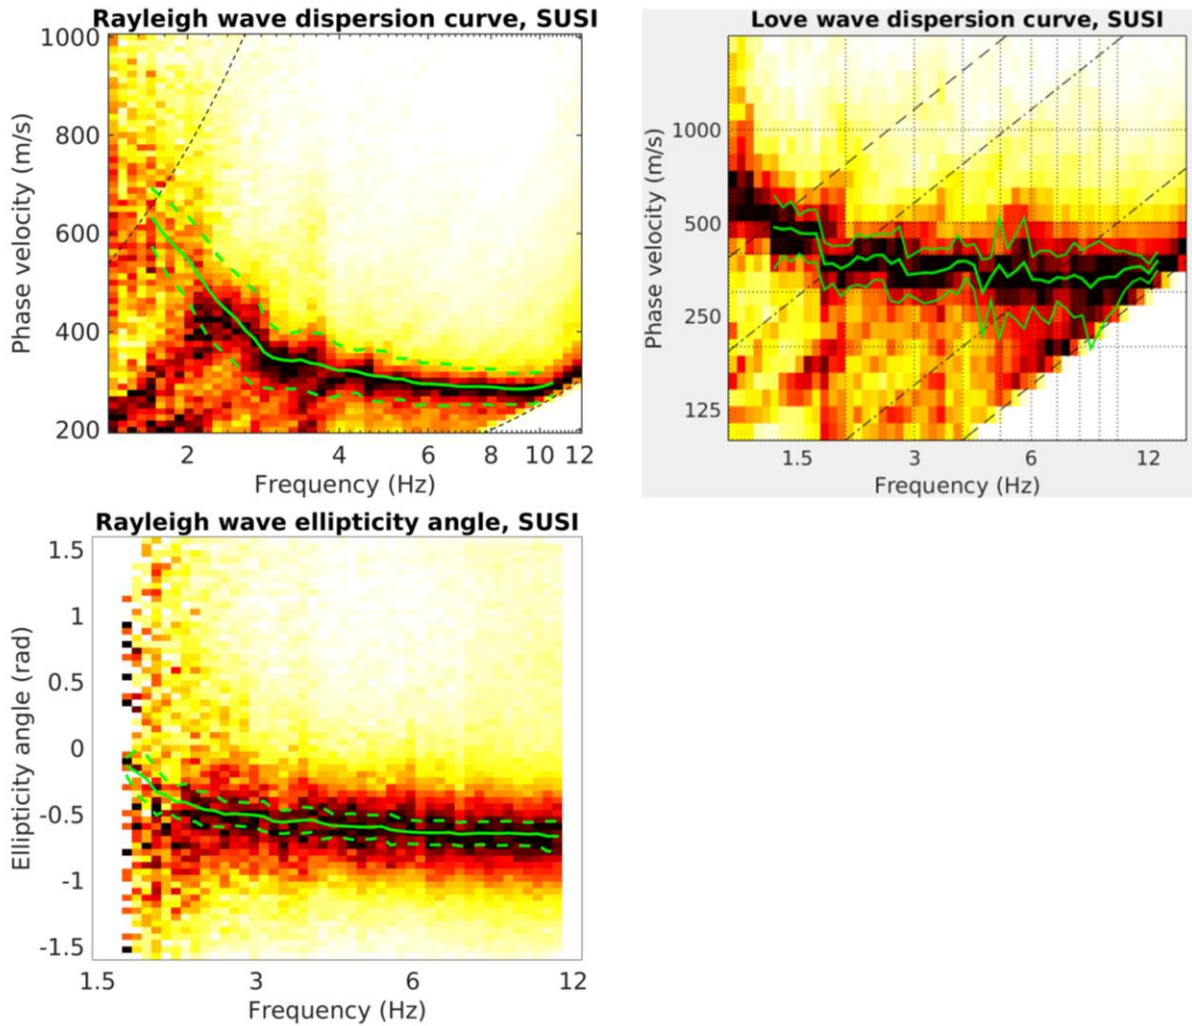 Rayleigh wave dispersion curve, SUSI
1000
800
600
400
200
Phase velocity (m/s)
2 4 6 8 10 12
Frequency (Hz)
Love wave dispersion curve, SUSI
1000
500
250
125
Phase velocity (m/s)
1.5 3 6 12
Frequency (Hz)
Rayleigh wave ellipticity angle, SUSI
1.5
1
0.5
0
-0.5
-1
-1.5
Ellipticity angle (rad)
1.5 3 6 12
Frequency (Hz)